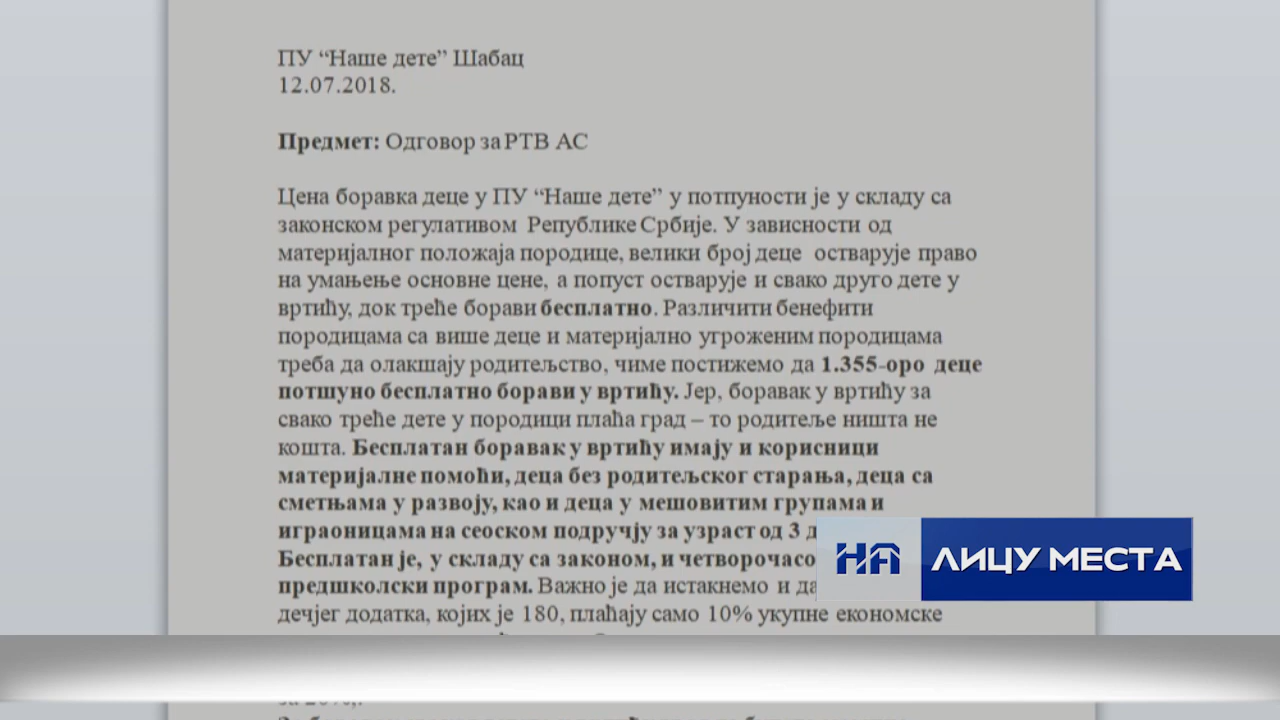 ПУ “Наше дете” Шабац
12.07.2018.
Предмет: Одговор за РТВ АС
Цена боравка деце у ПУ “Наше дете” у потпуности је у складу са
законском регулативом Републике Србије. У зависности од
материјалног положаја породице, велики број деце остварује право
на умањење основне цене, а попуст остварује и свако друго дете у
вртићу, док треће борави бесплатно. Различити бенефити
породицама са више деце и материјално угроженим породицама
треба да олакшају родитељство, чиме постижемо да 1.355-оро деце
потшуно бесплатно борави у вртићу. Јер, боравак у вртићу за
свако треће дете у породици плаћа град – то родитеље ништа не
кошта. Бесплатан боравак у вртићу имају и корисници
материјалне помоћи, деца без родитељског старања, деца са
сметњама у развоју, као и деца у мешовитим групама и
играоницама на сеоском подручју за узраст од 3 д
Бесплатан је, у складу са законом, и четворочасо
предшколски програм. Важно је да истакнемо и да
дечјег додатка, којих је 180, плаћају само 10% укупне економске
за 20%,.
НА ЛИЦУ МЕСТА